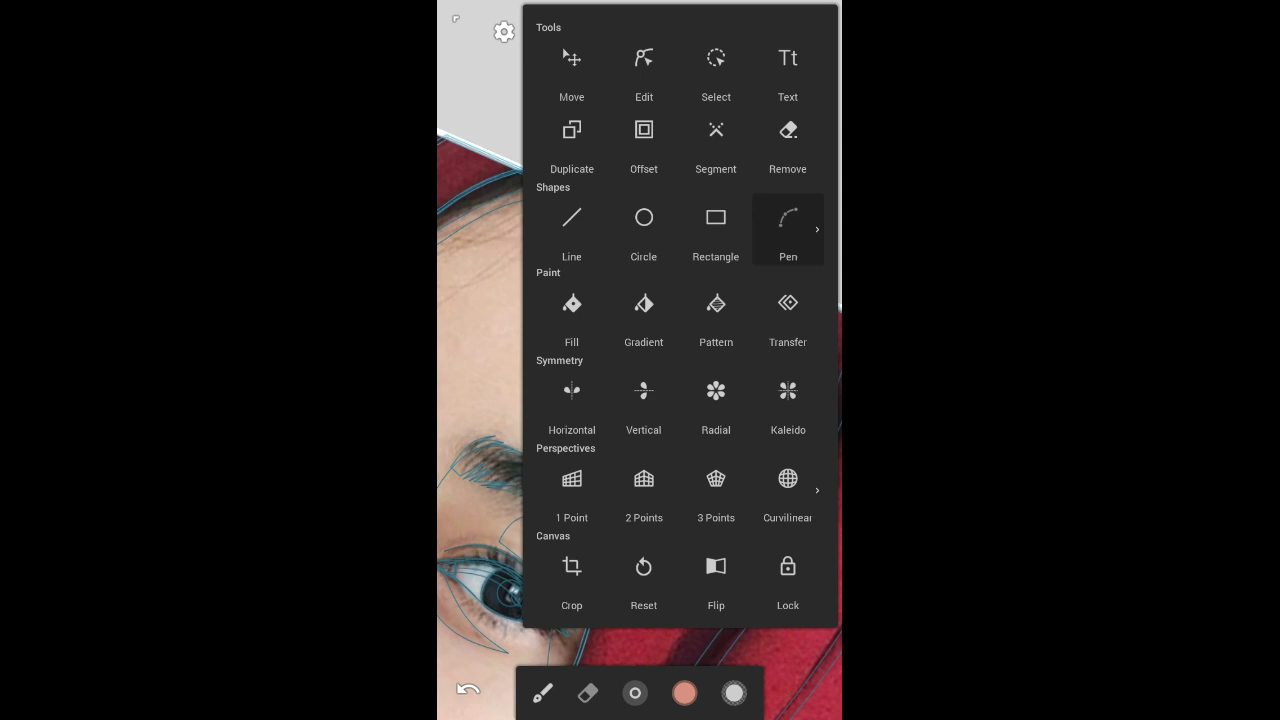 Tools
Move Edit Select Text
Duplicate Offset Segment Remove
Shapes
Line Circle Rectangle Pen
Paint
Fill Gradient Pattern Transfer
Symmetry
Horizontal Vertical Radial Kaleido
Perspectives
1 Point 2 Points 3 Points Curvilinear
Canvas
Crop Reset Flip Lock